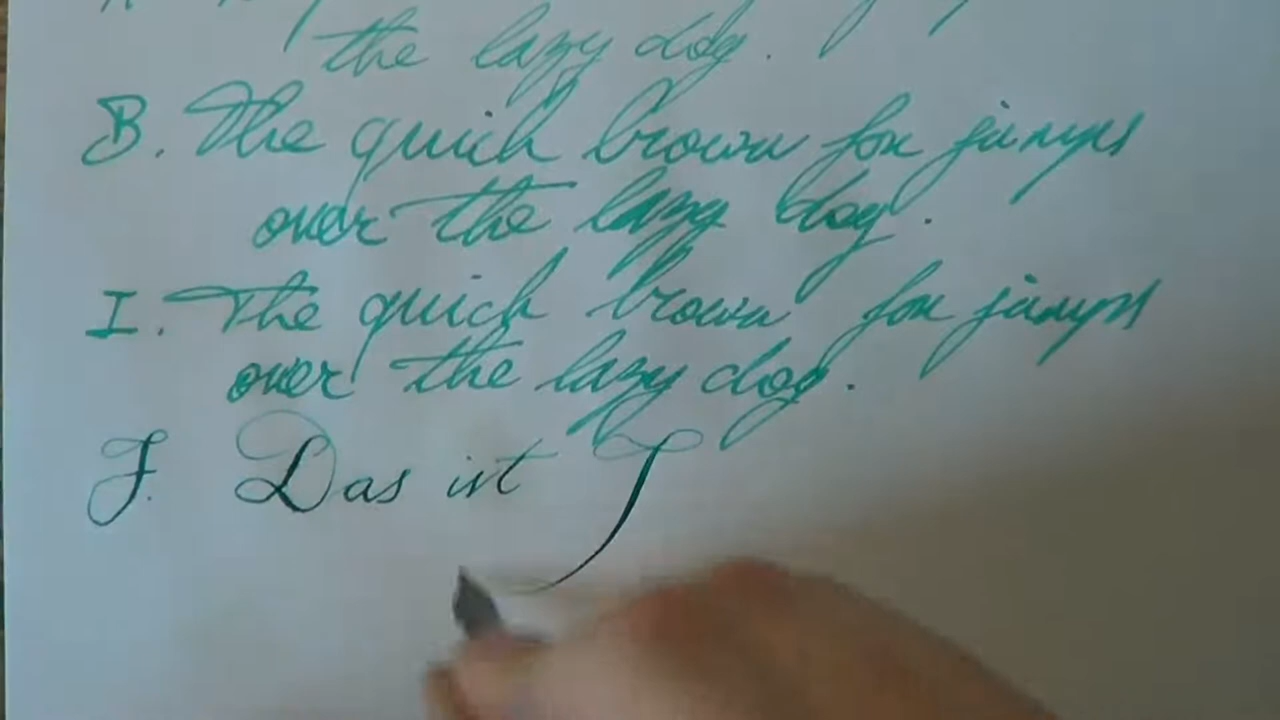 the lazy dog.
B. The quick brown fox jumps
over the lazy dog.
I. The quick brown fox jumps
over the lazy dog.
F. Das ist